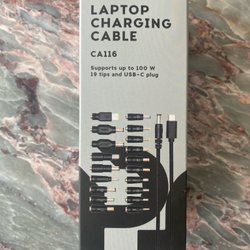 LAPTOP
CHARGING
CABLE
CA116
Supports up to 100 W
19 tips and USB-C plug